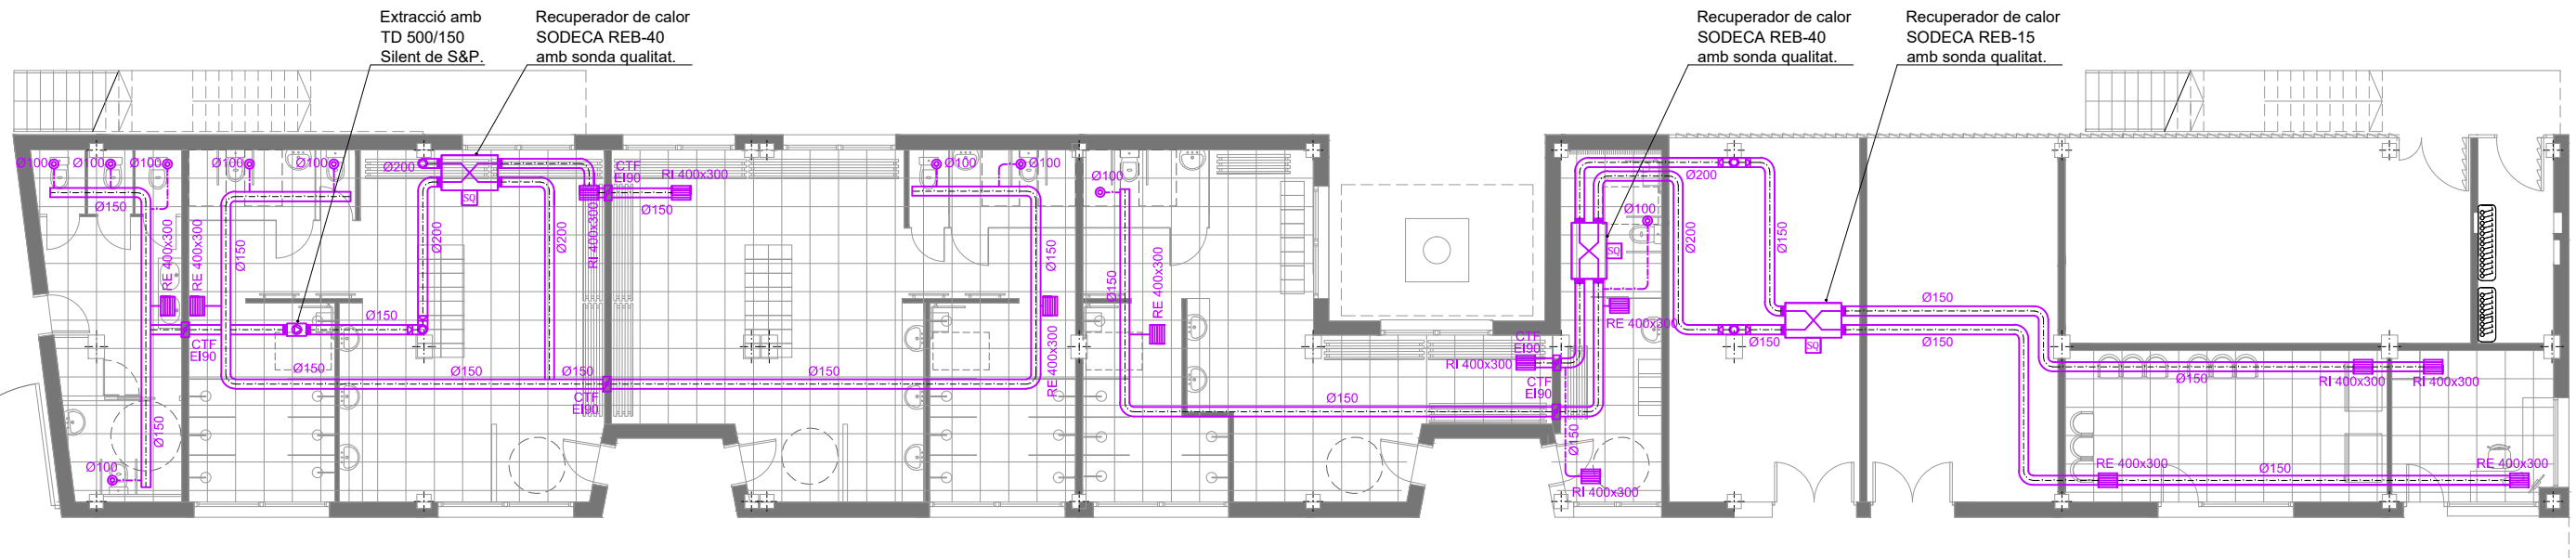 Extracció amb
TD 500/150
Silent de S&P.
Recuperador de calor
SODECA REB-40
amb sonda qualitat.
Recuperador de calor
SODECA REB-40
amb sonda qualitat.
Recuperador de calor
SODECA REB-15
amb sonda qualitat.
Ø100
Ø100
Ø100
Ø100
Ø100
Ø200
CTF
EI90
RI 400x300
Ø150
Ø100
Ø100
Ø100
Ø200
Ø100
Ø150
SQ
RE 400x300
RE 400x300
Ø150
Ø200
Ø200
RI 400x300
Ø150
Ø150
RE 400x300
SQ
Ø200
Ø150
RE 400x300
CTF
EI90
Ø150
RE 400x300
CTF
EI90
RI 400x300
Ø150
Ø150
SQ
Ø150
Ø150
Ø150
Ø150
Ø150
Ø150
CTF
EI90
Ø150
CTF
EI90
Ø150
Ø150
RI 400x300
RI 400x300
Ø150
Ø100
Ø150
RI 400x300
RE 400x300
Ø150
RE 400x300